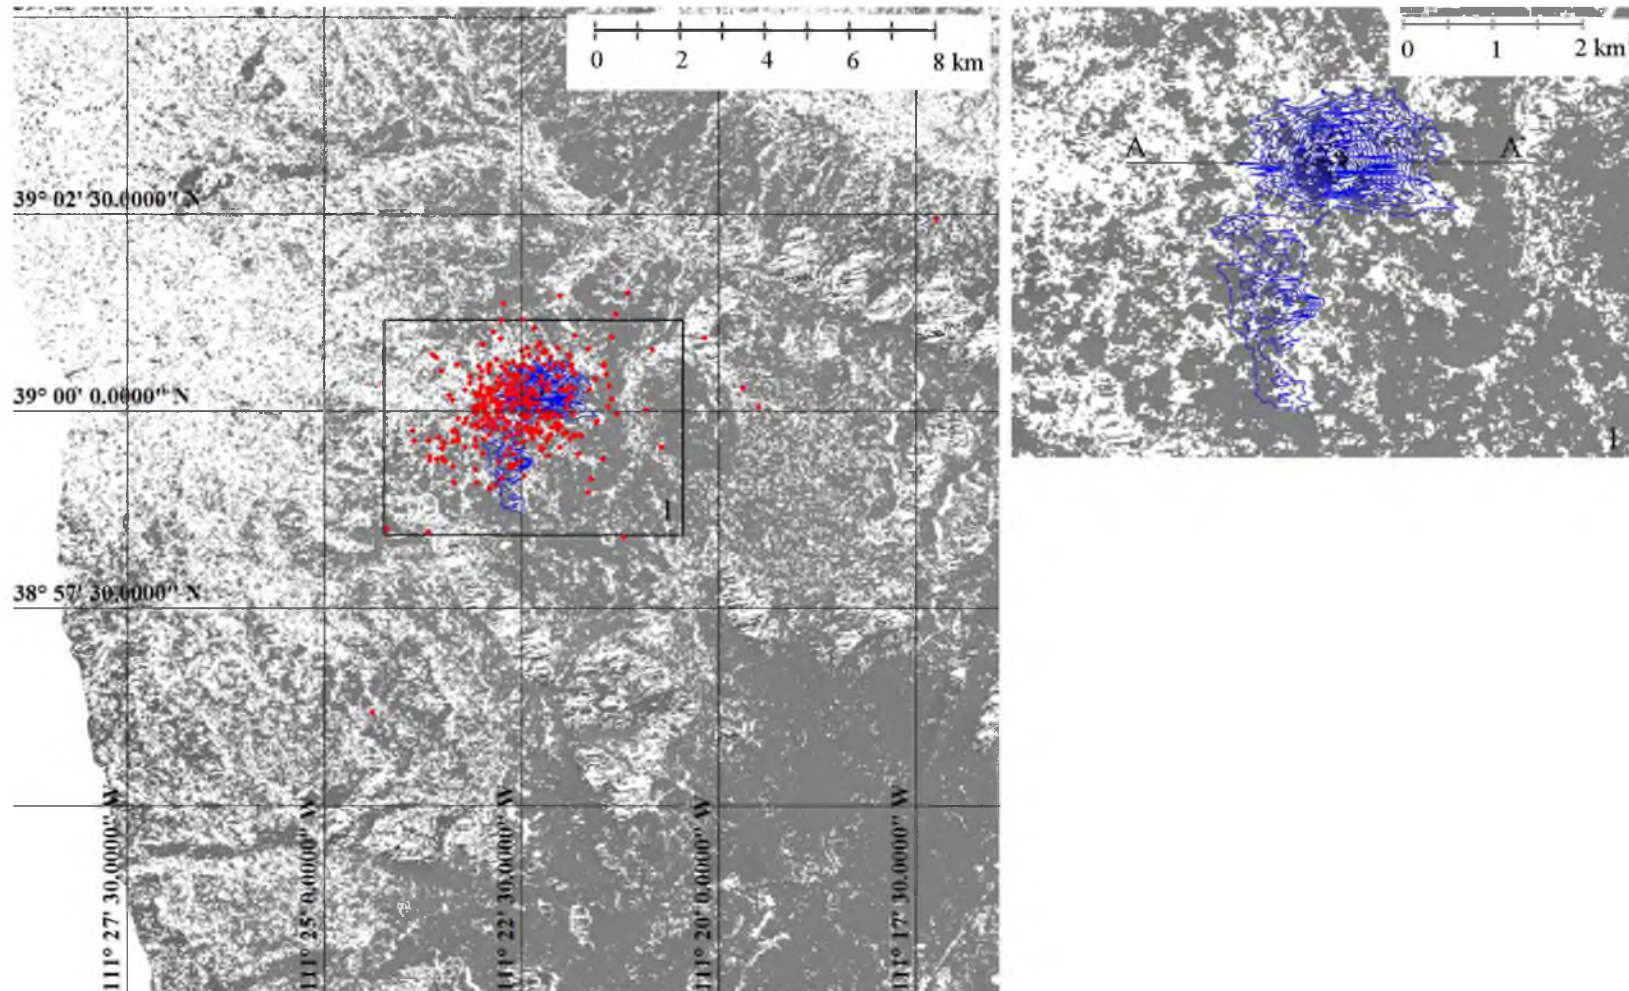 0 2 4 6 8 km
39° 02' 30.0000" N
39° 00' 0.0000" N
38° 57' 30.0000" N
I
111° 27' 30.0000" W
111° 25' 0.0000" W
111° 22' 30.0000" W
111° 20' 0.0000" W
111° 17' 30.0000" W
0 1 2 km
A A'
I